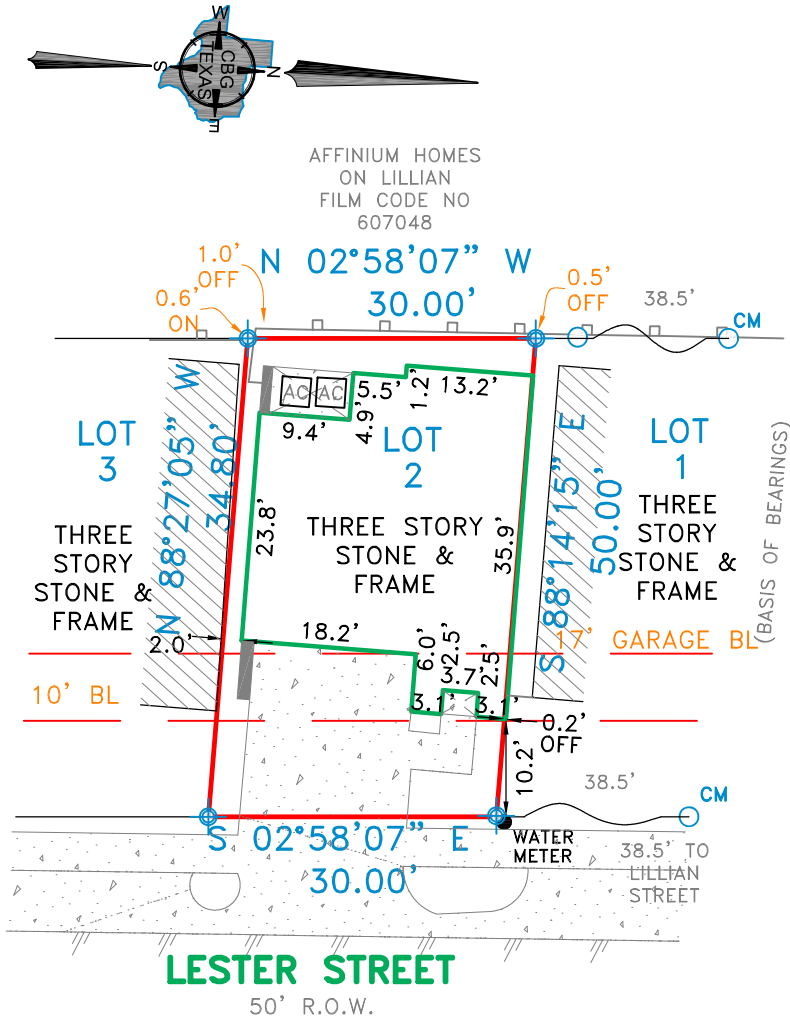 W
S
N
E
CBG
TEXAS
AFFINIUM HOMES
ON LILLIAN
FILM CODE NO
607048
1.0'
OFF
N 02°58'07" W
30.00'
0.6'
ON
0.5'
OFF
38.5'
CM
AC
AC
5.5'
1.2'
13.2'
9.4'
4.9'
LOT
3
LOT
2
LOT
1
N 88°27'05" W
34.80'
S 88°14'15" E
50.00'
(BASIS OF BEARINGS)
23.8'
35.9'
THREE
STORY
STONE &
FRAME
THREE STORY
STONE &
FRAME
THREE
STORY
STONE &
FRAME
2.0'
18.2'
6.0'
2.5'
2.5'
3.7'
3.1'
3.1'
17' GARAGE BL
10' BL
0.2'
OFF
10.2'
38.5'
CM
WATER
METER
S 02°58'07" E
30.00'
38.5' TO
LILLIAN
STREET
LESTER STREET
50' R.O.W.